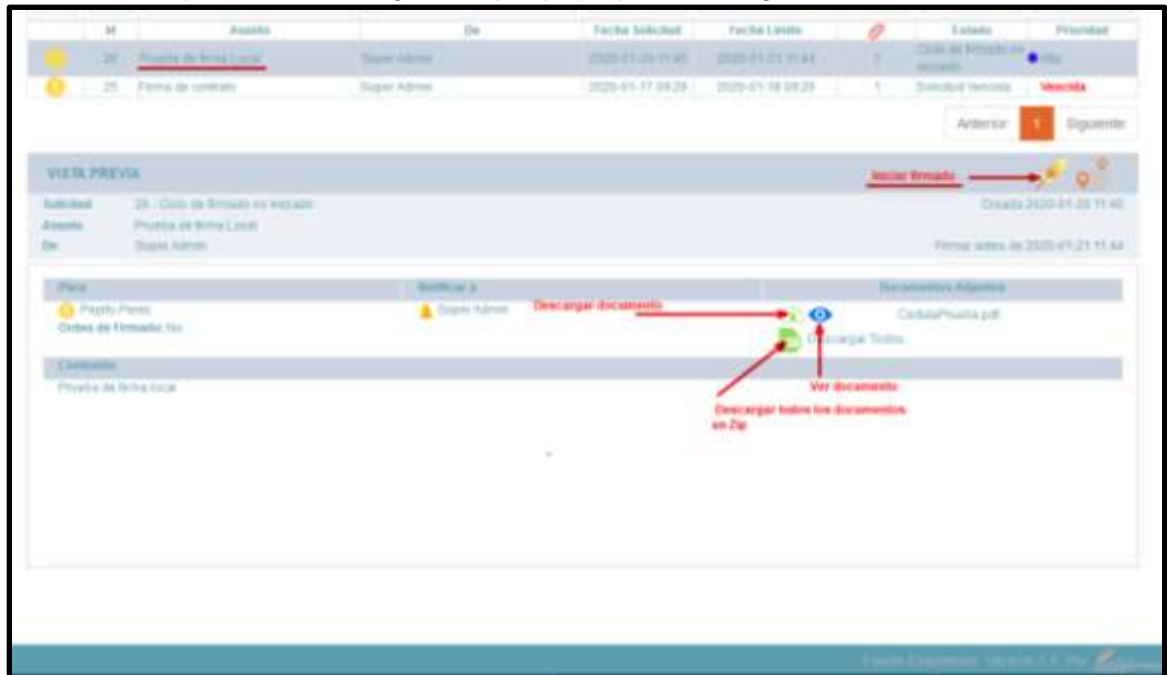 Id Asunto De Fecha Solicitud Fecha Limite Estado Prioridad
26 Prueba de firma Local Super Admin 2020-01-20 11:40 2020-01-21 11:44 1 Ciclo de firmado no iniciado Alta
25 Firma de contrato Super Admin 2020-01-17 09:29 2020-01-18 09:29 1 Solicitud Vencida Vencida
Anterior 1 Siguiente
VISTA PREVIA
Iniciar firmado
Solicitud 26 - Ciclo de firmado no iniciado Creada 2020-01-20 11:40
Asunto Prueba de firma Local
De Super Admin Firmar antes de 2020-01-21 11:44
Para Notificar a Documentos Adjuntos
Pepito Perez Super Admin Descargar documento CedulaPrueba.pdf
Orden de Firmado: No Descargar Todos
Contenido
Prueba de firma local
Ver documento
Descargar todos los documentos
en Zip